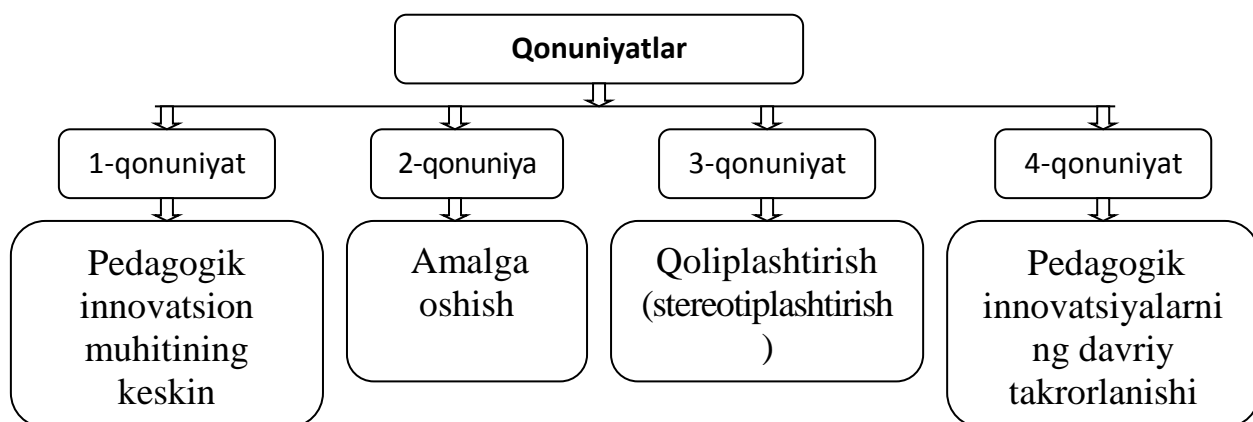 Qonuniyatlar
1-qonuniyat
2-qonuniya
3-qonuniyat
4-qonuniyat
Pedagogik
innovatsion
muhitining
keskin
Amalga
oshish
Qoliplashtirish
(stereotiplashtirish
)
Pedagogik
innovatsiyalarni
ng davriy
takrorlanishi